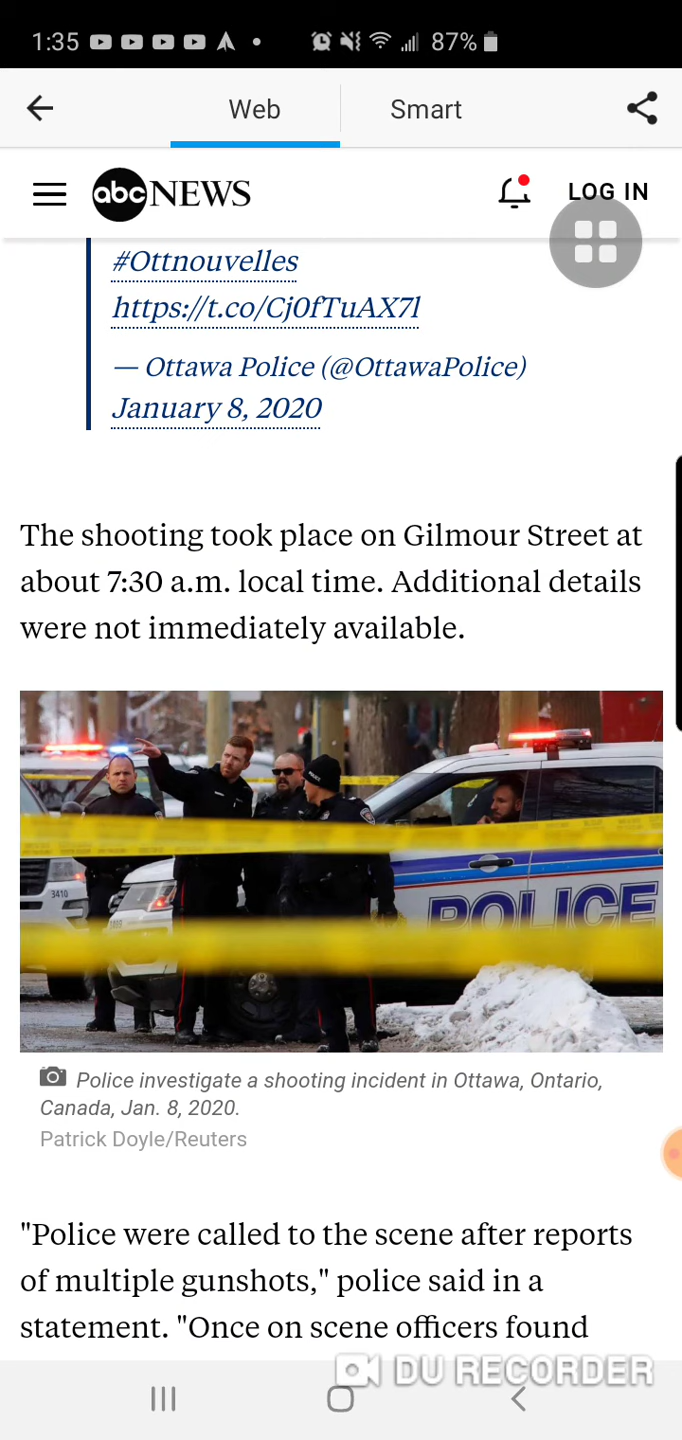 1:35
87%
Web
Smart
abc NEWS
LOG IN
#Ottnouvelles
https://t.co/Cj0fTuAX7l
— Ottawa Police (@OttawaPolice)
January 8, 2020
The shooting took place on Gilmour Street at
about 7:30 a.m. local time. Additional details
were not immediately available.
POLICE
3410
POLICE
Police investigate a shooting incident in Ottawa, Ontario,
Canada, Jan. 8, 2020.
Patrick Doyle/Reuters
"Police were called to the scene after reports
of multiple gunshots," police said in a
statement. "Once on scene officers found
DU RECORDER